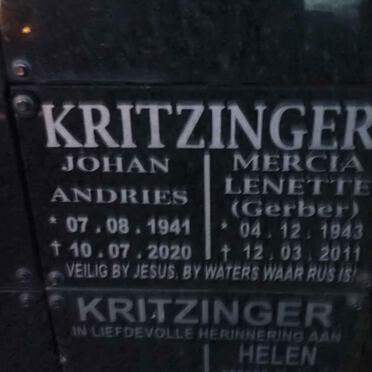 KRITZINGER
JOHAN ANDRIES
* 07.08.1941
† 10.07.2020
MERCIA LENETTE
(Gerber)
* 04.12.1943
† 12.03.2011
VEILIG BY JESUS, BY WATERS WAAR RUS IS!
KRITZINGER
IN LIEFDEVOLLE HERINNERING AAN
HELEN